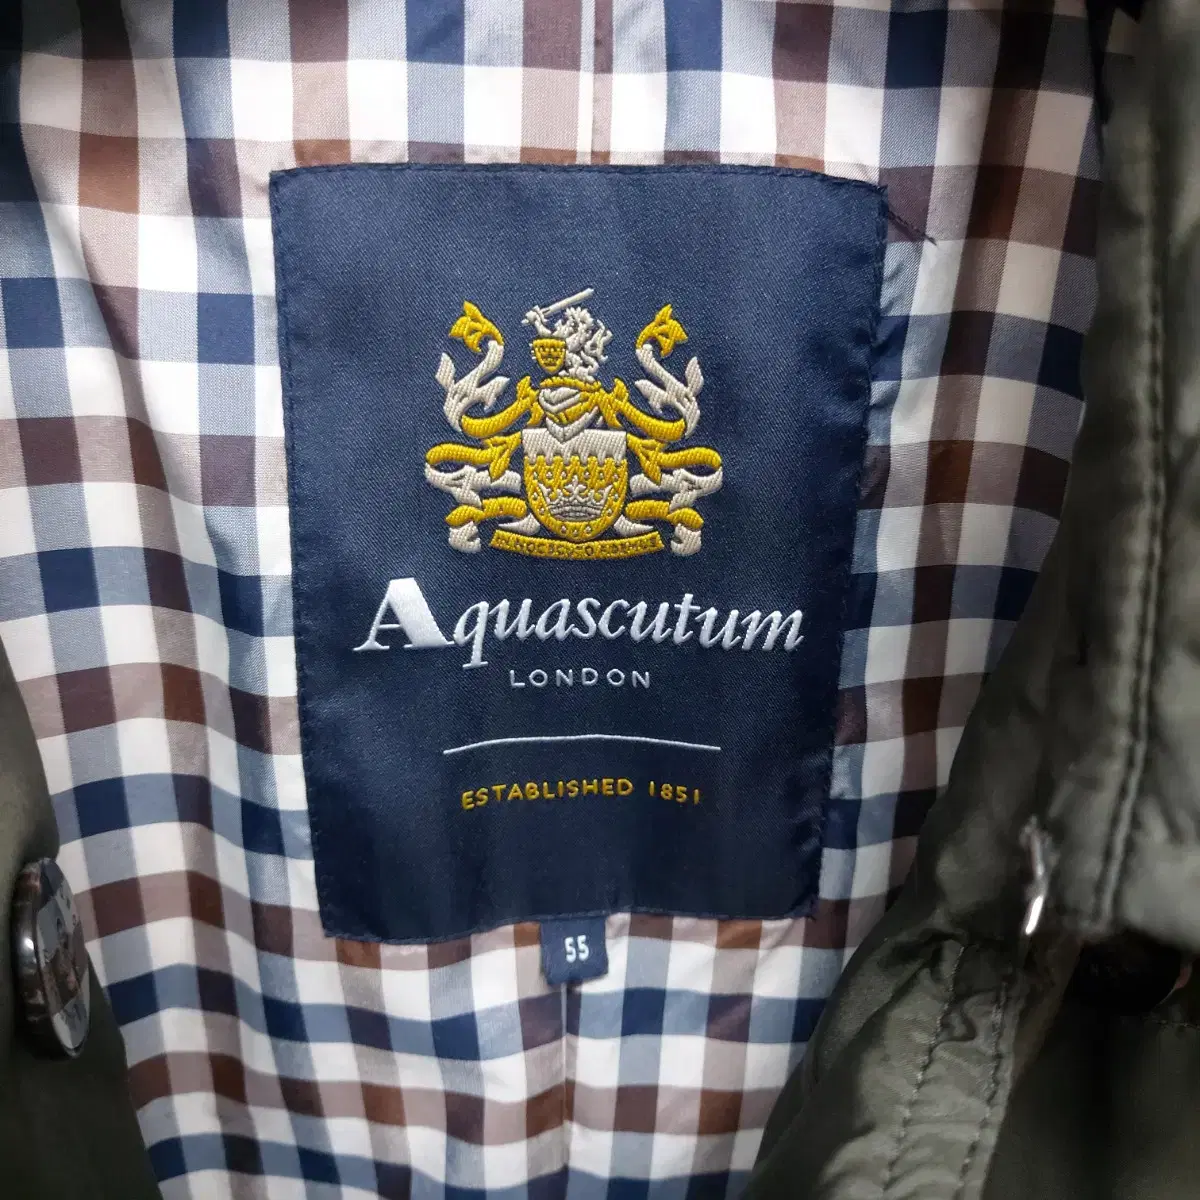 Aquascutum
LONDON
ESTABLISHED 1851
55